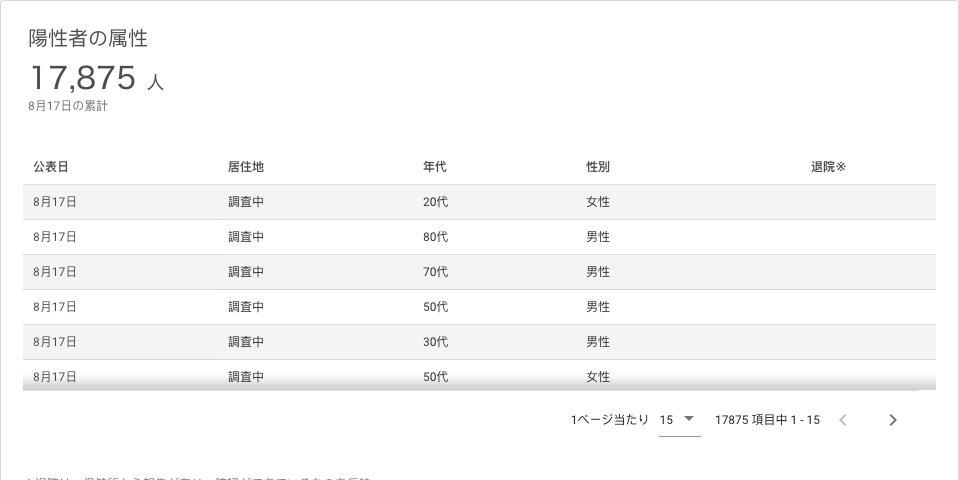 陽性者の属性
17,875 人
8月17日の累計
公表日 居住地 年代 性別 退院※
8月17日 調査中 20代 女性
8月17日 調査中 80代 男性
8月17日 調査中 70代 男性
8月17日 調査中 50代 男性
8月17日 調査中 30代 男性
8月17日 調査中 50代 女性
1ページ当たり 15 17875 項目中 1 - 15